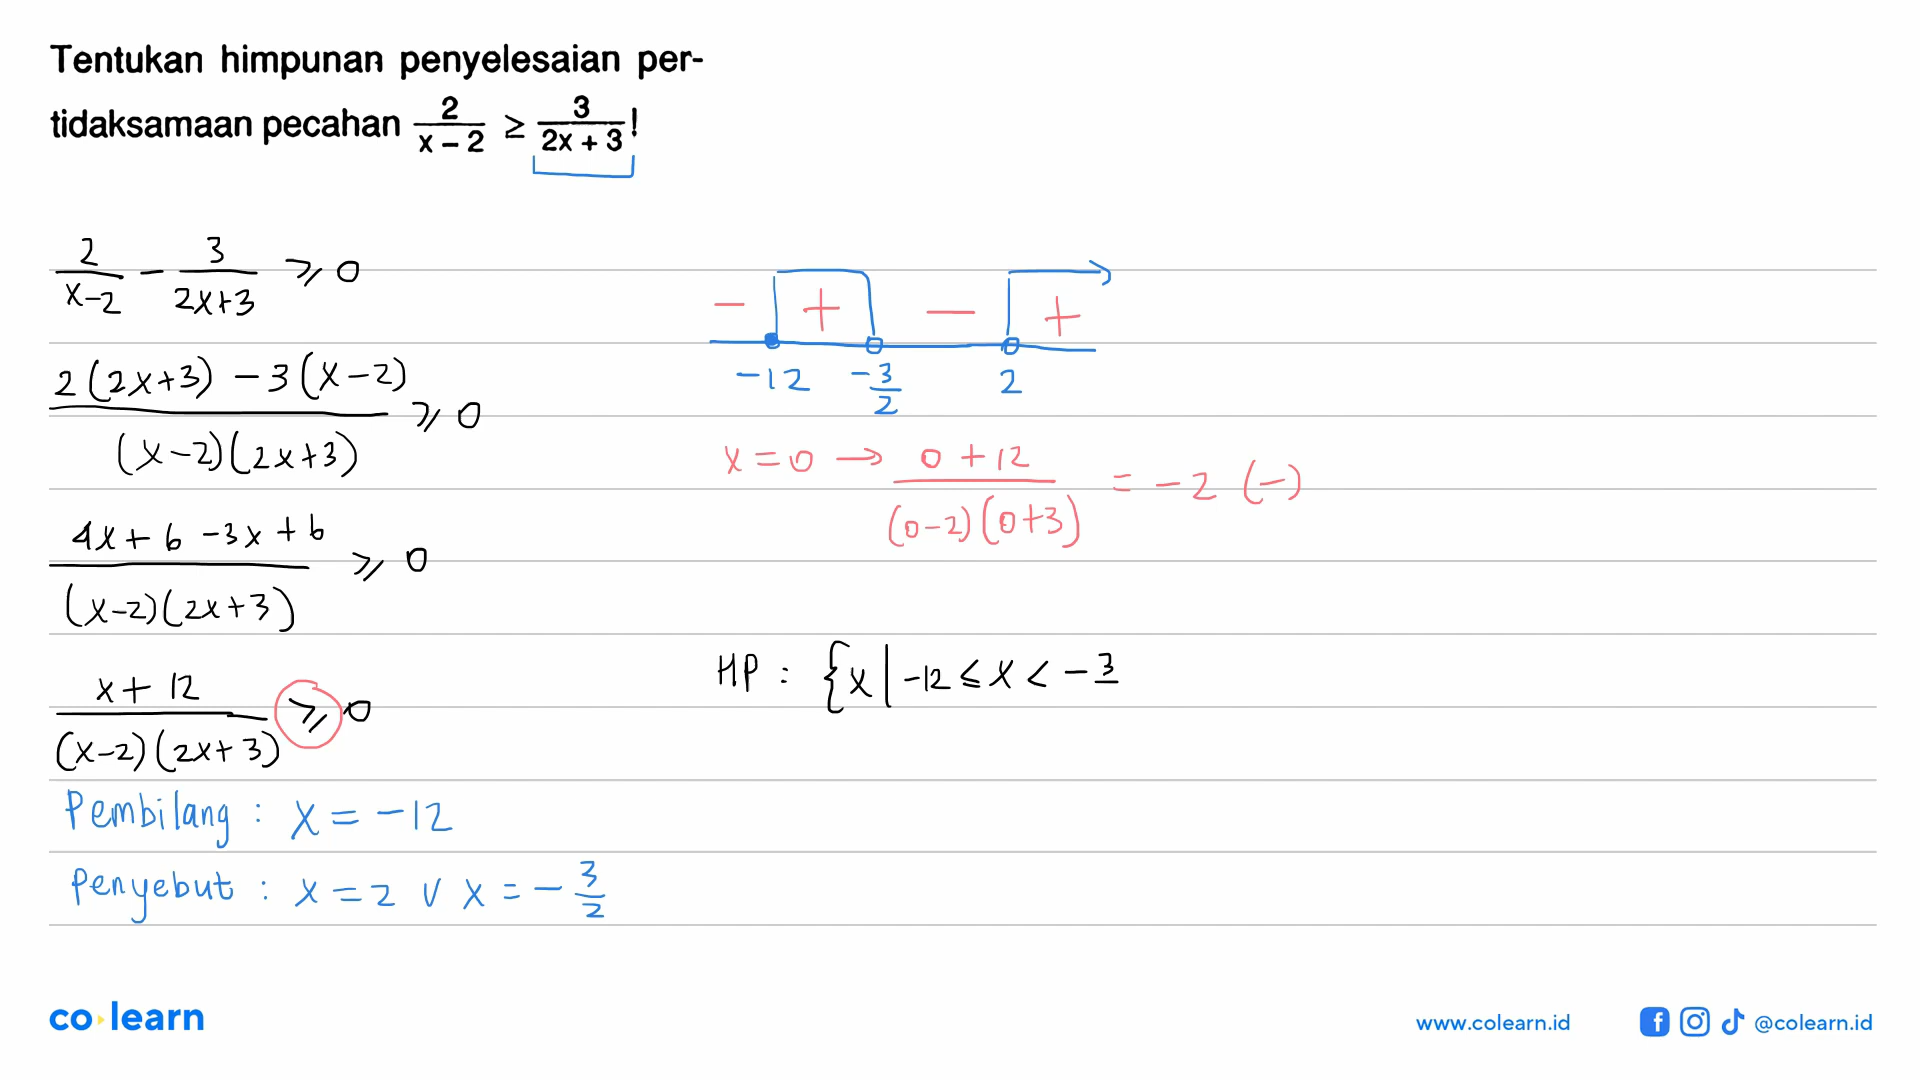 Tentukan himpunan penyelesaian per-
tidaksamaan pecahan 2/(x - 2) ≥ 3/(2x + 3)!
2/(x-2) - 3/(2x+3) ⩾ 0
(2(2x+3) - 3(x-2))/((x-2)(2x+3)) ⩾ 0
(4x + 6 - 3x + 6)/((x-2)(2x+3)) ⩾ 0
(x + 12)/((x-2)(2x+3)) ⩾ 0
Pembilang : x = -12
Penyebut : x = 2 ∨ x = -3/2
- + - +
-12 -3/2 2
x = 0 → (0 + 12)/((0-2)(0+3)) = -2 (-)
HP : {x | -12 ≤ x < -3
co learn
www.colearn.id @colearn.id